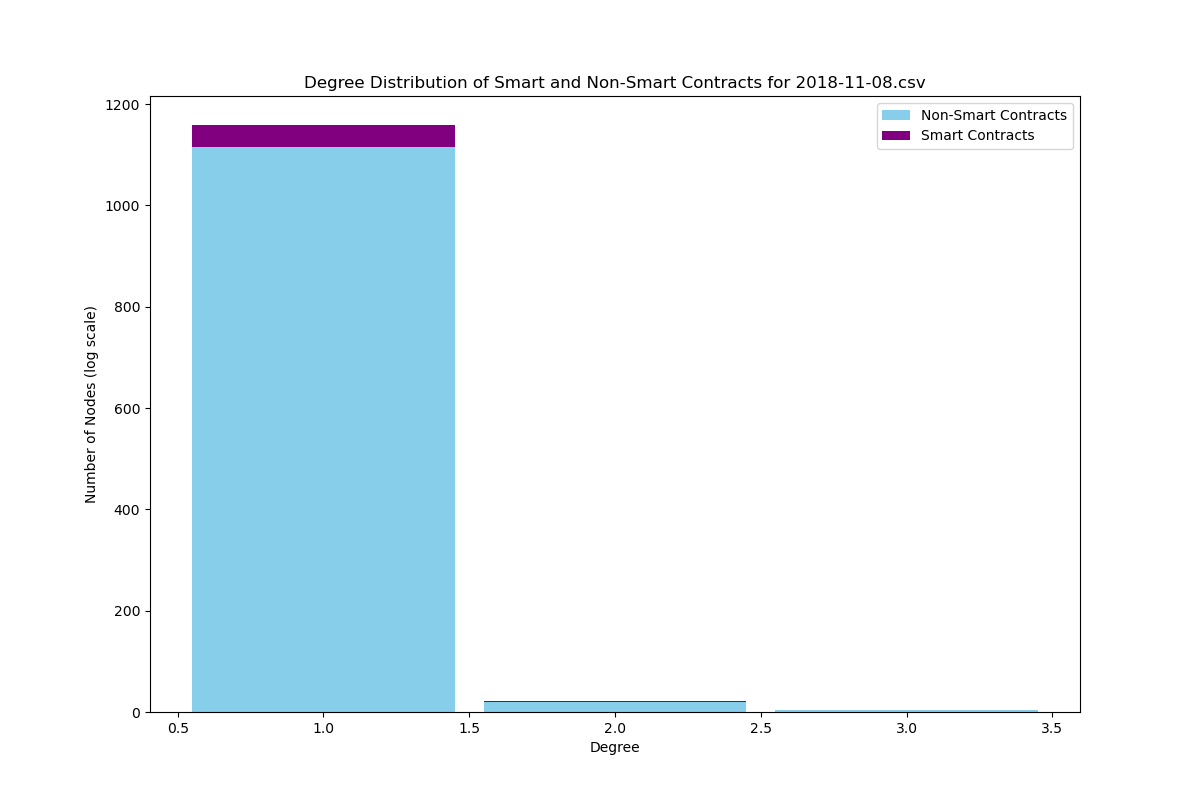 Degree Distribution of Smart and Non-Smart Contracts for 2018-11-08.csv
1200
1000
800
600
400
200
0
Number of Nodes (log scale)
Non-Smart Contracts
Smart Contracts
0.5 1.0 1.5 2.0 2.5 3.0 3.5
Degree